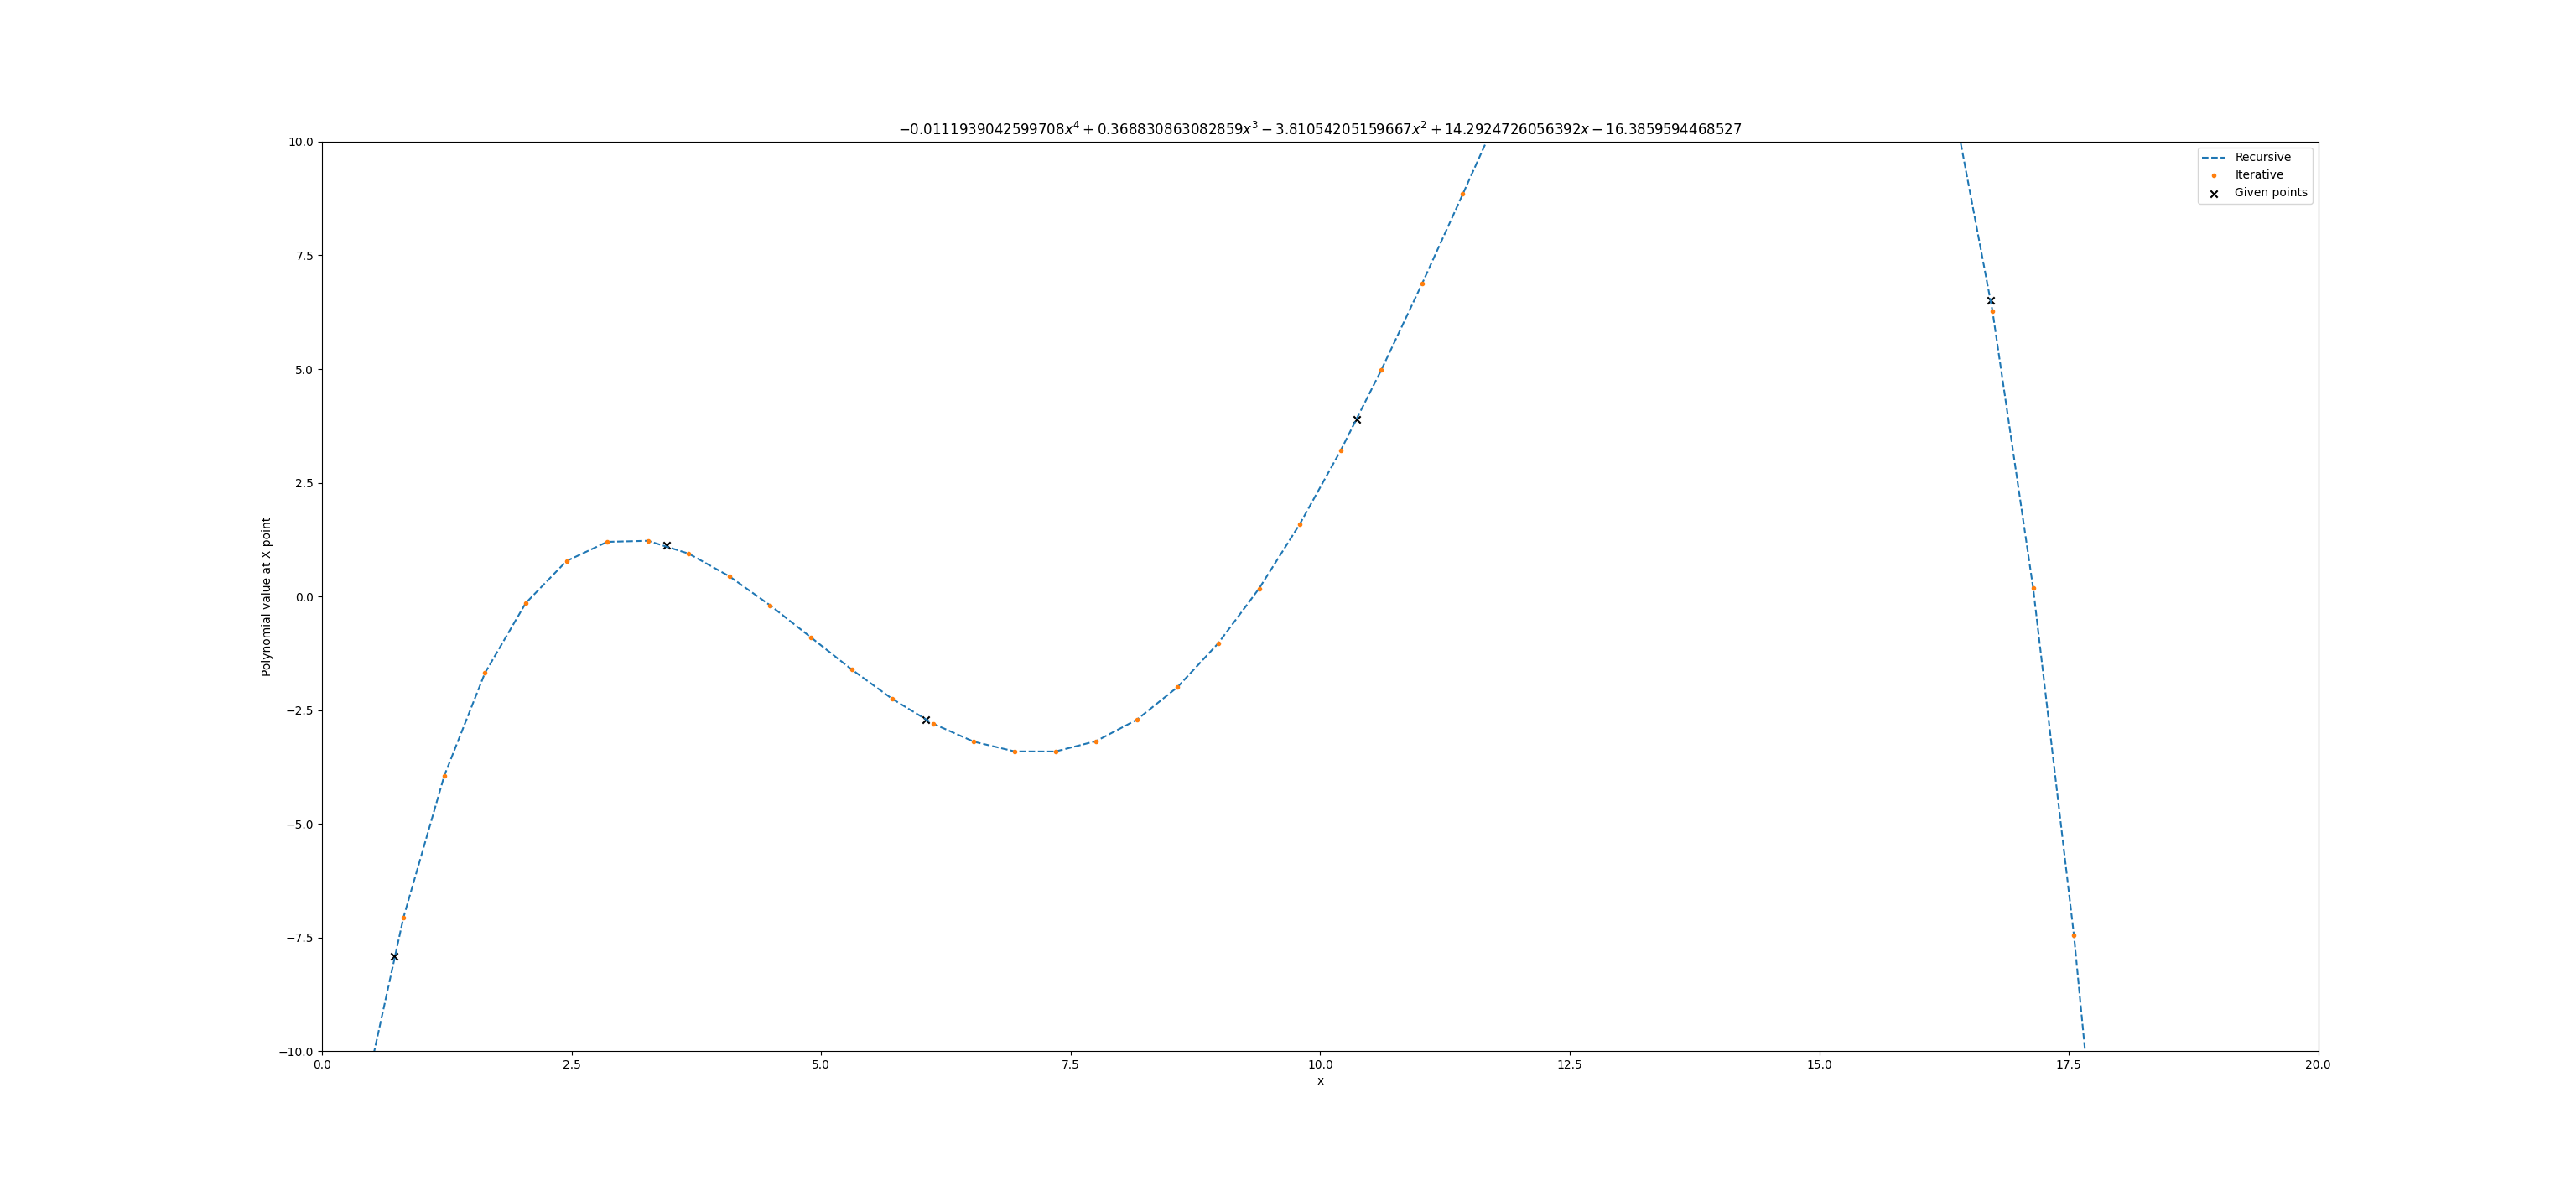 −0.0111939042599708x⁴ + 0.368830863082859x³ − 3.81054205159667x² + 14.2924726056392x − 16.3859594468527
10.0
7.5
5.0
2.5
0.0
−2.5
−5.0
−7.5
−10.0
Polynomial value at X point
Recursive
Iterative
Given points
0.0 2.5 5.0 7.5 10.0 12.5 15.0 17.5 20.0
x